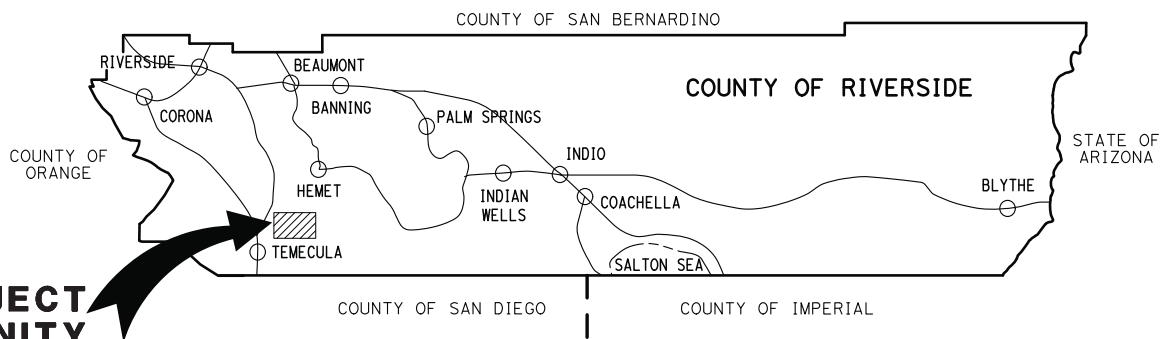 COUNTY OF SAN BERNARDINO
RIVERSIDE
BEAUMONT
COUNTY OF RIVERSIDE
BANNING
CORONA
PALM SPRINGS
STATE OF
ARIZONA
COUNTY OF
ORANGE
INDIO
HEMET
INDIAN
WELLS
COACHELLA
BLYTHE
TEMECULA
SALTON SEA
COUNTY OF SAN DIEGO
COUNTY OF IMPERIAL